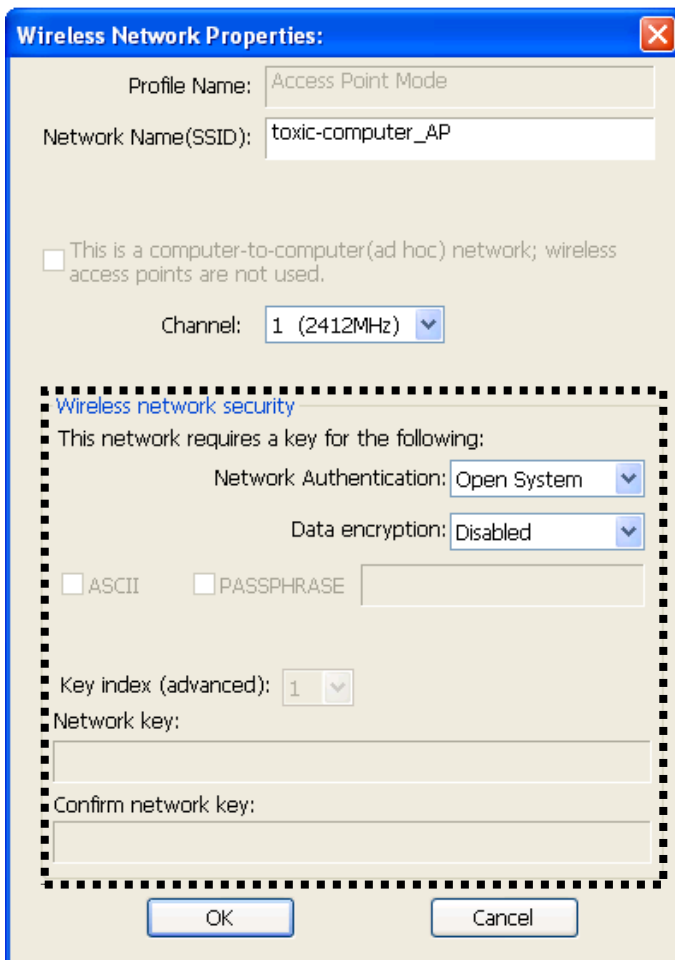 Wireless Network Properties:
Profile Name: Access Point Mode
Network Name(SSID): toxic-computer_AP
This is a computer-to-computer(ad hoc) network; wireless
access points are not used.
Channel: 1 (2412MHz)
Wireless network security
This network requires a key for the following:
Network Authentication: Open System
Data encryption: Disabled
ASCII PASSPHRASE
Key index (advanced): 1
Network key:
Confirm network key:
OK Cancel